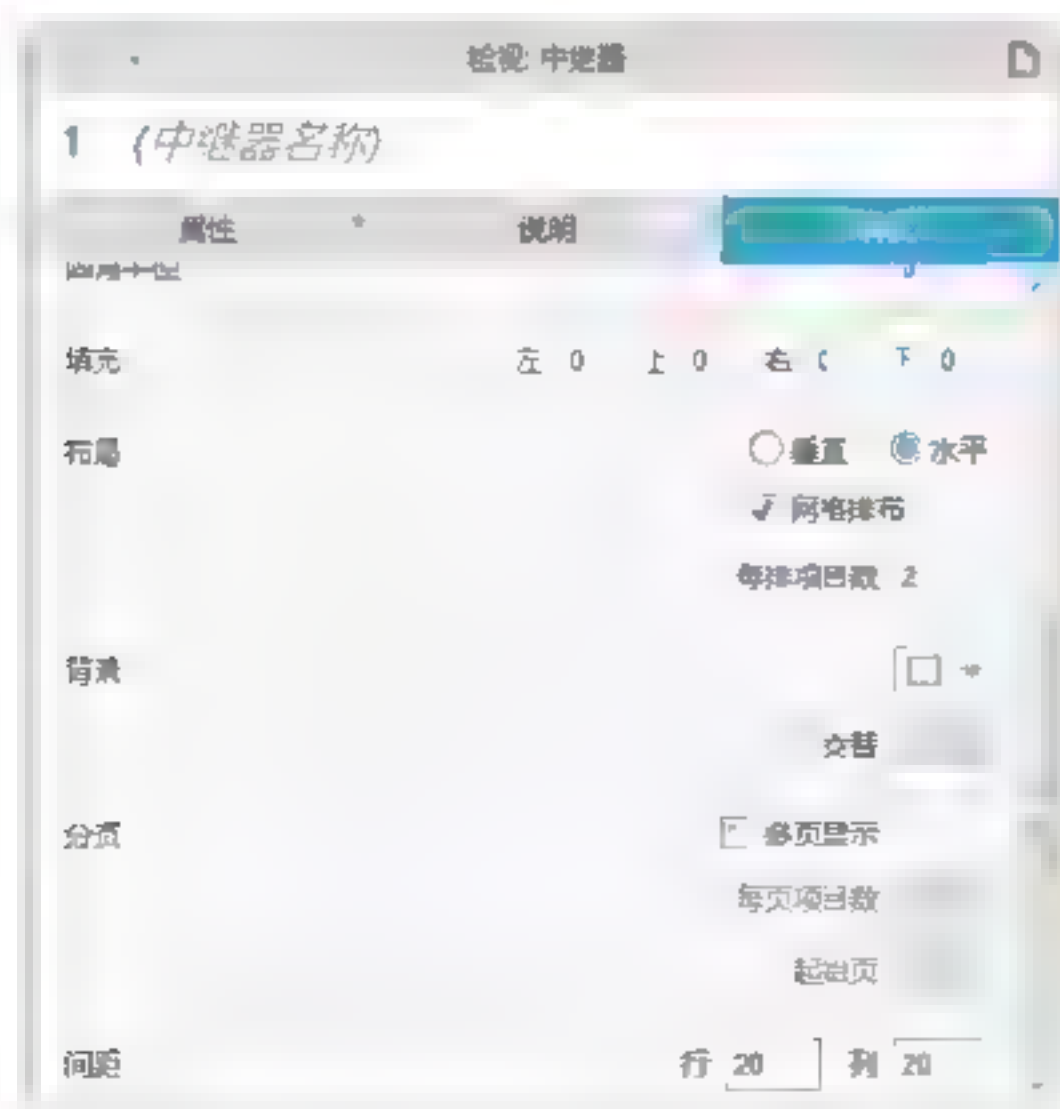 检视: 中继器
1 (中继器名称)
属性 * 说明
填充 左 0 上 0 右 0 下 0
布局 垂直 水平
网格排布
每排项目数 2
背景
交替
分页 多页显示
每页项目数
起始页
间距 行 20 列 20